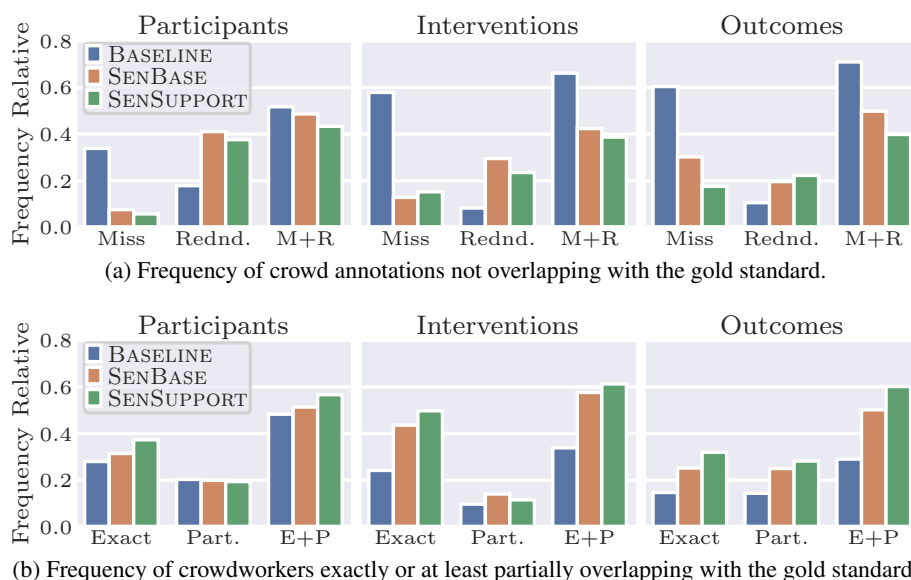 Participants Interventions Outcomes
Frequency Relative
0.8
0.6
0.4
0.2
0.0
BASELINE
SENBASE
SENSUPPORT
Miss Rednd. M+R Miss Rednd. M+R Miss Rednd. M+R
(a) Frequency of crowd annotations not overlapping with the gold standard.
Participants Interventions Outcomes
Frequency Relative
0.8
0.6
0.4
0.2
0.0
BASELINE
SENBASE
SENSUPPORT
Exact Part. E+P Exact Part. E+P Exact Part. E+P
(b) Frequency of crowdworkers exactly or at least partially overlapping with the gold standard